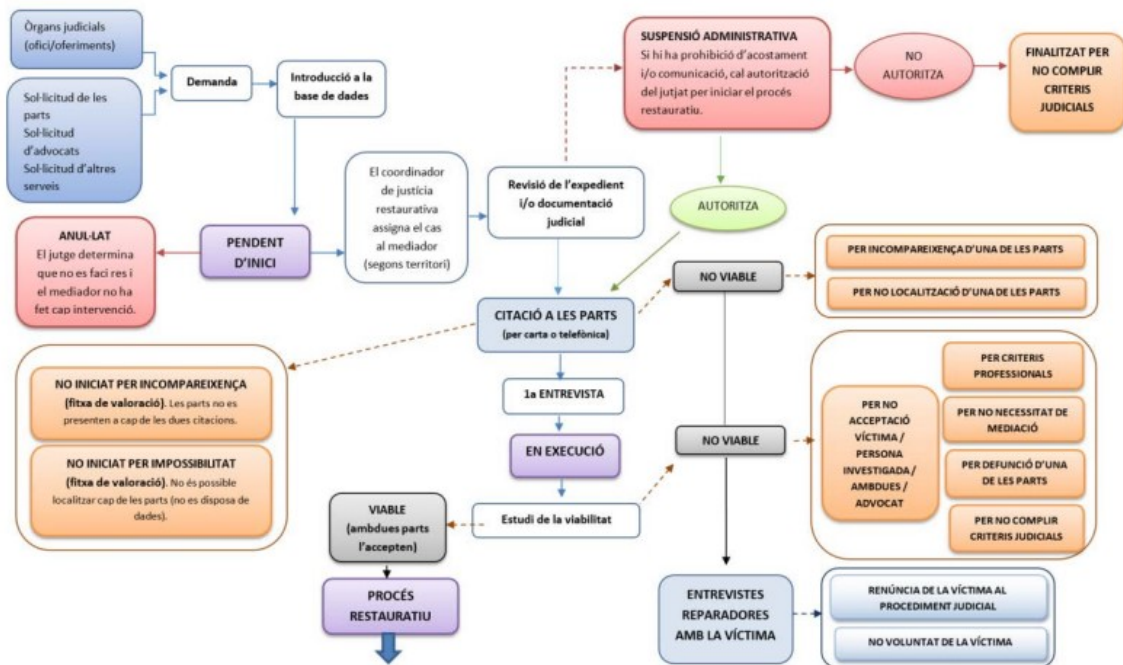 Òrgans judicials
(ofici/oferiments)
Sol·licitud de les
parts
Sol·licitud
d'advocats
Sol·licitud d'altres
serveis
Demanda
Introducció a la
base de dades
SUSPENSIÓ ADMINISTRATIVA
Si hi ha prohibició d'acostament
i/o comunicació, cal autorització
del jutjat per iniciar el procés
restauratiu.
NO
AUTORITZA
FINALITZAT PER
NO COMPLIR
CRITERIS
JUDICIALS
ANUL·LAT
El jutge determina
que no es faci res i
el mediador no ha
fet cap intervenció.
PENDENT
D'INICI
El coordinador
de justícia
restaurativa
assigna el cas
al mediador
(segons territori)
Revisió de l'expedient
i/o documentació
judicial
AUTORITZA
CITACIÓ A LES PARTS
(per carta o telefònica)
NO VIABLE
PER INCOMPAREIXENÇA D'UNA DE LES PARTS
PER NO LOCALITZACIÓ D'UNA DE LES PARTS
NO INICIAT PER INCOMPAREIXENÇA
(fitxa de valoració). Les parts no es
presenten a cap de les dues citacions.
NO INICIAT PER IMPOSSIBILITAT
(fitxa de valoració). No és possible
localitzar cap de les parts (no es disposa de
dades).
1a ENTREVISTA
EN EXECUCIÓ
Estudi de la viabilitat
NO VIABLE
PER NO
ACCEPTACIÓ
VÍCTIMA /
PERSONA
INVESTIGADA /
AMBDUES /
ADVOCAT
PER CRITERIS
PROFESSIONALS
PER NO NECESSITAT DE
MEDIACIÓ
PER DEFUNCIÓ D'UNA
DE LES PARTS
PER NO COMPLIR
CRITERIS JUDICIALS
VIABLE
(ambdues parts
l'accepten)
PROCÉS
RESTAURATIU
ENTREVISTES
REPARADORES
AMB LA VÍCTIMA
RENÚNCIA DE LA VÍCTIMA AL
PROCEDIMENT JUDICIAL
NO VOLUNTAT DE LA VÍCTIMA